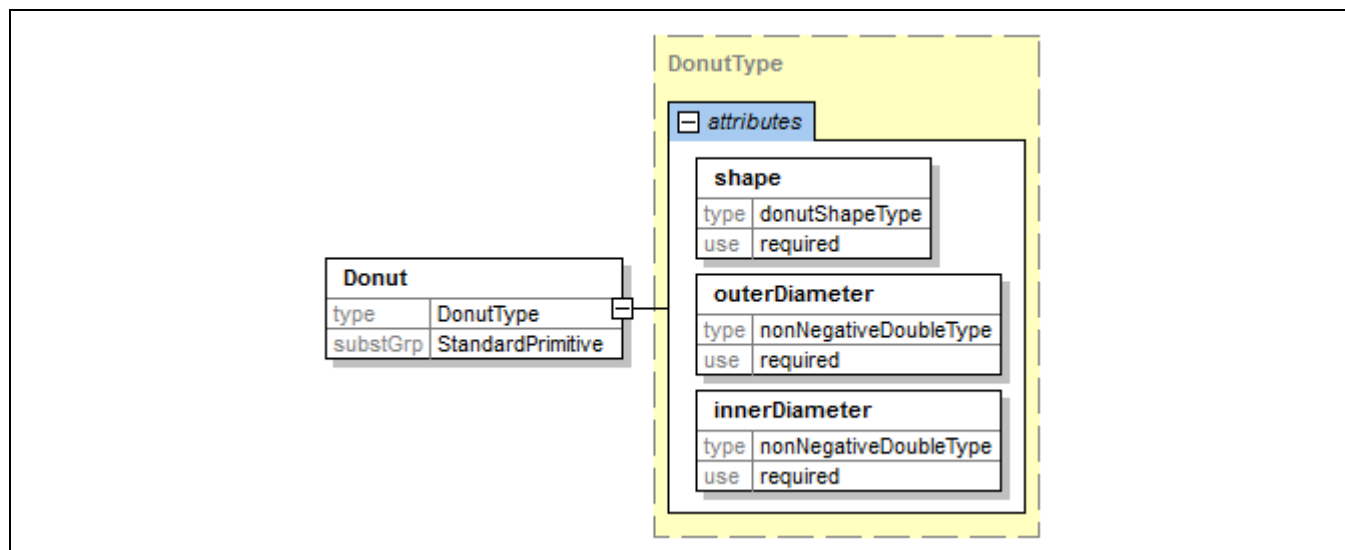 DonutType
attributes
shape
type donutShapeType
use required
Donut
type DonutType
substGrp StandardPrimitive
outerDiameter
type nonNegativeDoubleType
use required
innerDiameter
type nonNegativeDoubleType
use required